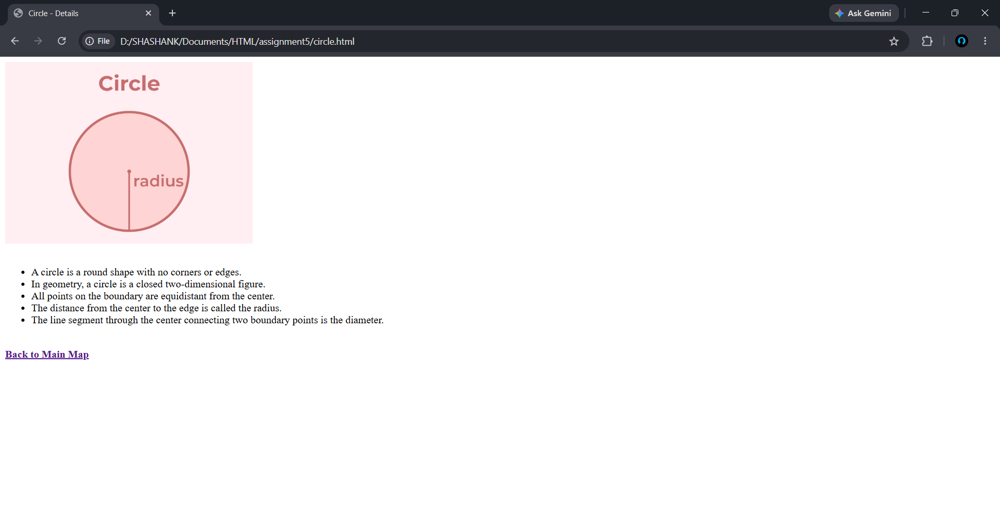 Circle - Details
Ask Gemini
File
D:/SHASHANK/Documents/HTML/assignment5/circle.html
Circle
radius
A circle is a round shape with no corners or edges.
In geometry, a circle is a closed two-dimensional figure.
All points on the boundary are equidistant from the center.
The distance from the center to the edge is called the radius.
The line segment through the center connecting two boundary points is the diameter.
Back to Main Map